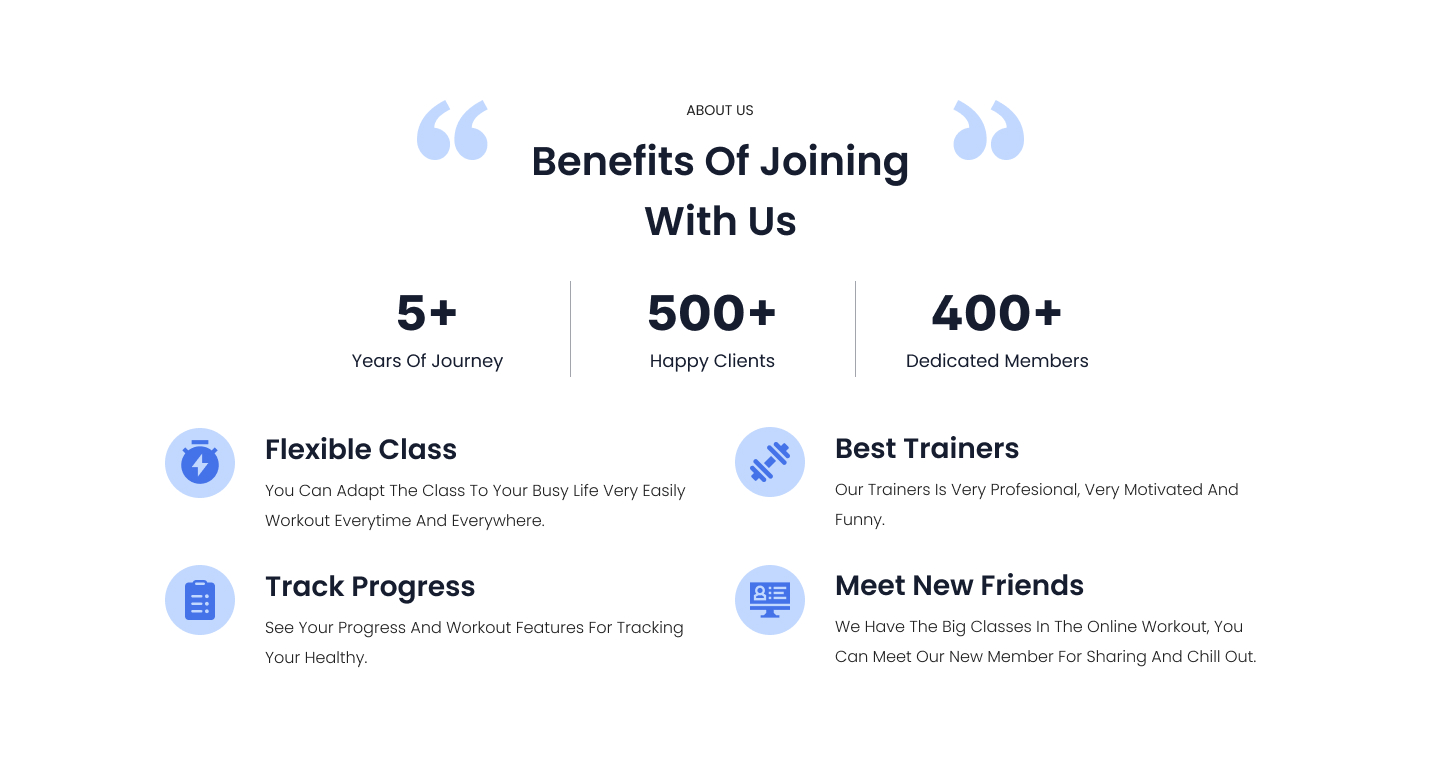 ABOUT US
Benefits Of Joining
With Us
5+
Years Of Journey
500+
Happy Clients
400+
Dedicated Members
Flexible Class
You Can Adapt The Class To Your Busy Life Very Easily
Workout Everytime And Everywhere.
Best Trainers
Our Trainers Is Very Profesional, Very Motivated And
Funny.
Track Progress
See Your Progress And Workout Features For Tracking
Your Healthy.
Meet New Friends
We Have The Big Classes In The Online Workout, You
Can Meet Our New Member For Sharing And Chill Out.